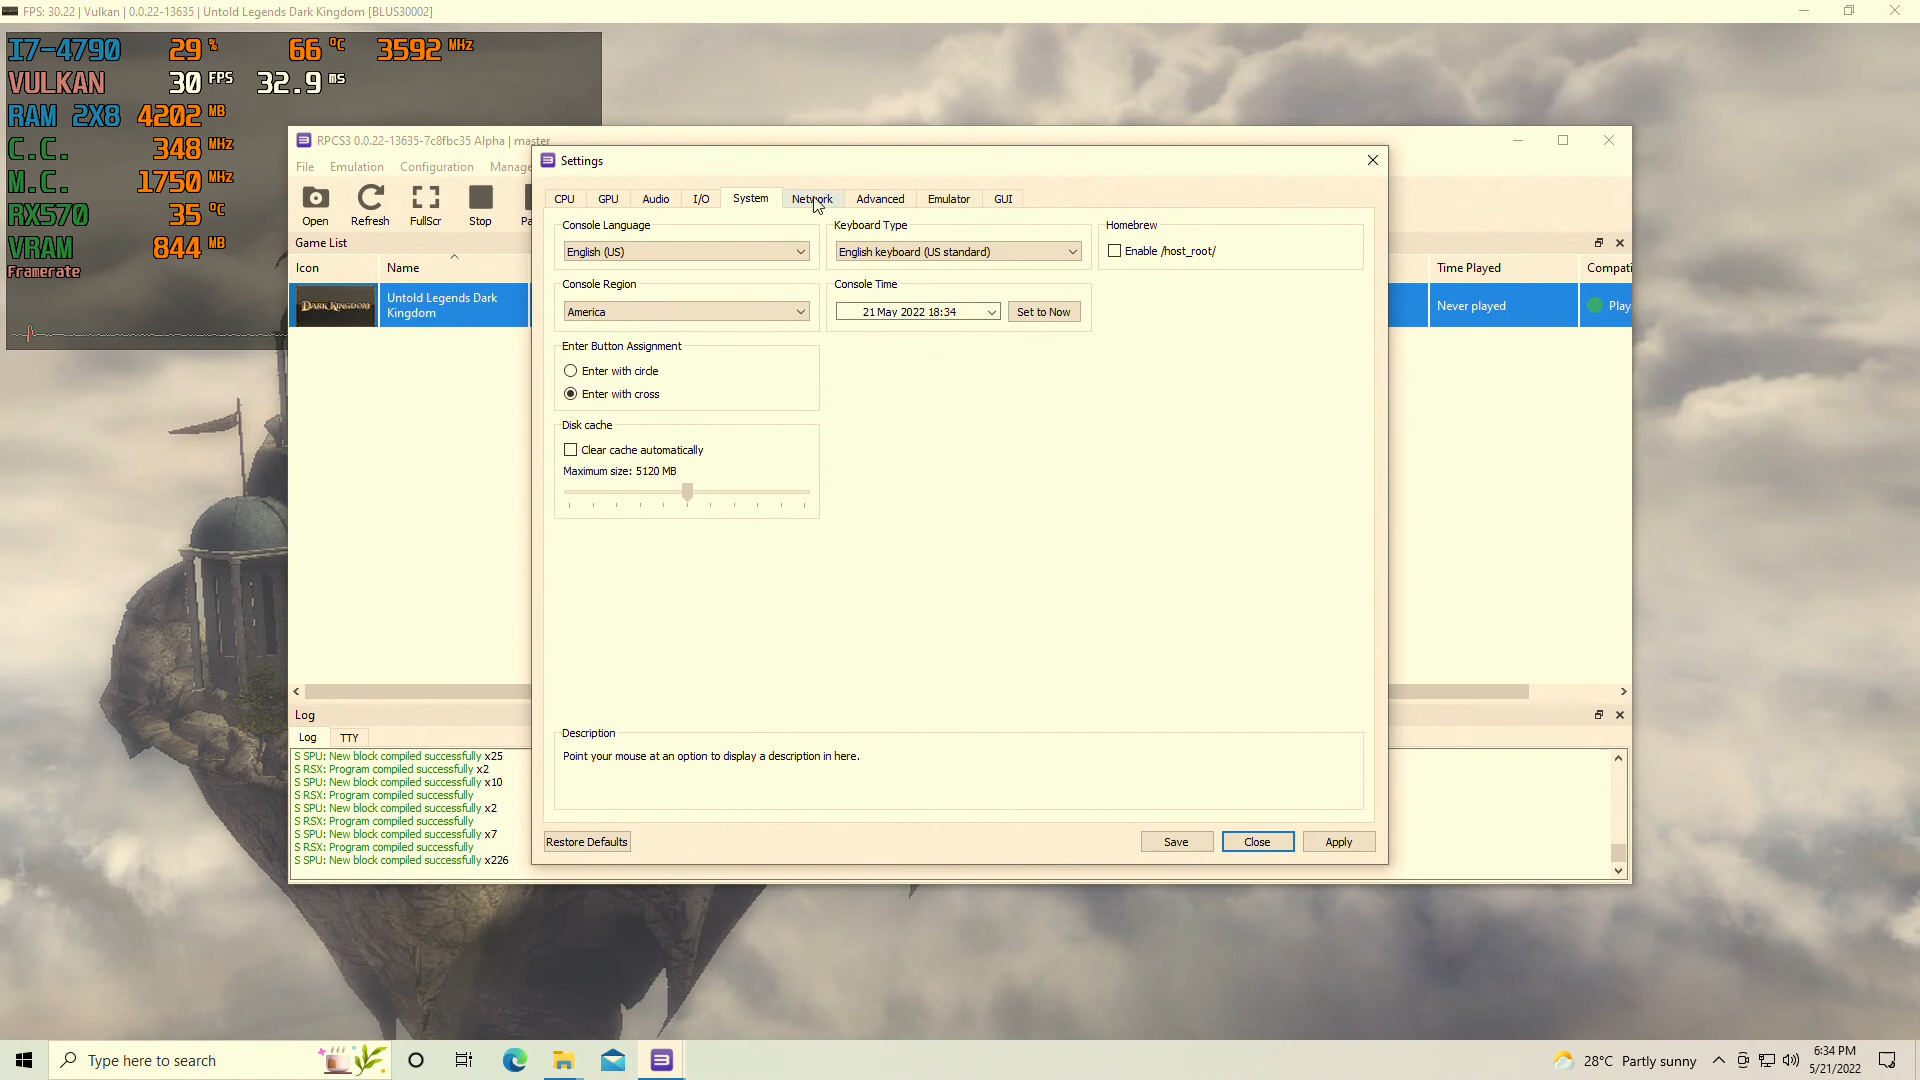 FPS: 30.22 | Vulkan | 0.0.22-13635 | Untold Legends Dark Kingdom [BLUS30002]
I7-4790 29 % 66 °C 3592 MHz
VULKAN 30 FPS 32.9 ms
RAM 2X8 4202 MB
C.C. 348 MHz
M.C. 1750 MHz
RX570 35 °C
VRAM 844 MB
Framerate
RPCS3 0.0.22-13635-7c8fbc35 Alpha | master
File Emulation Configuration Manage
Open Refresh FullScr Stop Pa
Game List
Icon Name Time Played Compati
DARK KINGDOM
Untold Legends Dark
Kingdom
Never played Play
Settings
CPU GPU Audio I/O System Network Advanced Emulator GUI
Console Language
English (US)
Keyboard Type
English keyboard (US standard)
Homebrew
Enable /host_root/
Console Region
America
Console Time
21 May 2022 18:34
Set to Now
Enter Button Assignment
Enter with circle
Enter with cross
Disk cache
Clear cache automatically
Maximum size: 5120 MB
Description
Point your mouse at an option to display a description in here.
Restore Defaults Save Close Apply
Log
Log TTY
S SPU: New block compiled successfully x25
S RSX: Program compiled successfully x2
S SPU: New block compiled successfully x10
S RSX: Program compiled successfully
S SPU: New block compiled successfully x2
S RSX: Program compiled successfully
S SPU: New block compiled successfully x7
S RSX: Program compiled successfully
S SPU: New block compiled successfully x226
Type here to search
28°C Partly sunny
6:34 PM
5/21/2022